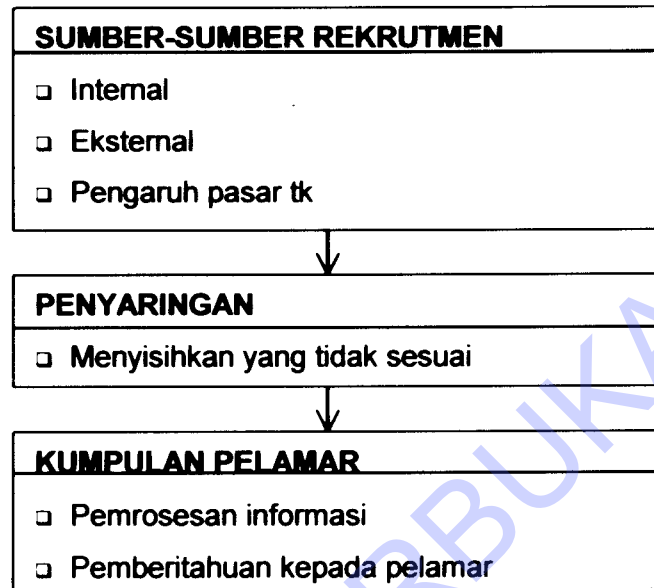 SUMBER-SUMBER REKRUTMEN
❑ Internal
❑ Eksternal
❑ Pengaruh pasar tk
PENYARINGAN
❑ Menyisihkan yang tidak sesuai
KUMPULAN PELAMAR
❑ Pemrosesan informasi
❑ Pemberitahuan kepada pelamar